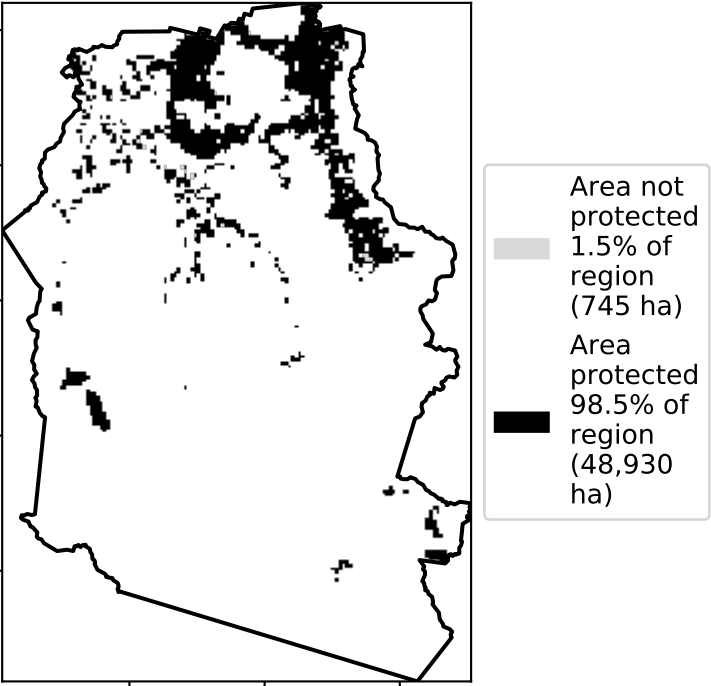 Area not
protected
1.5% of
region
(745 ha)
Area
protected
98.5% of
region
(48,930
ha)